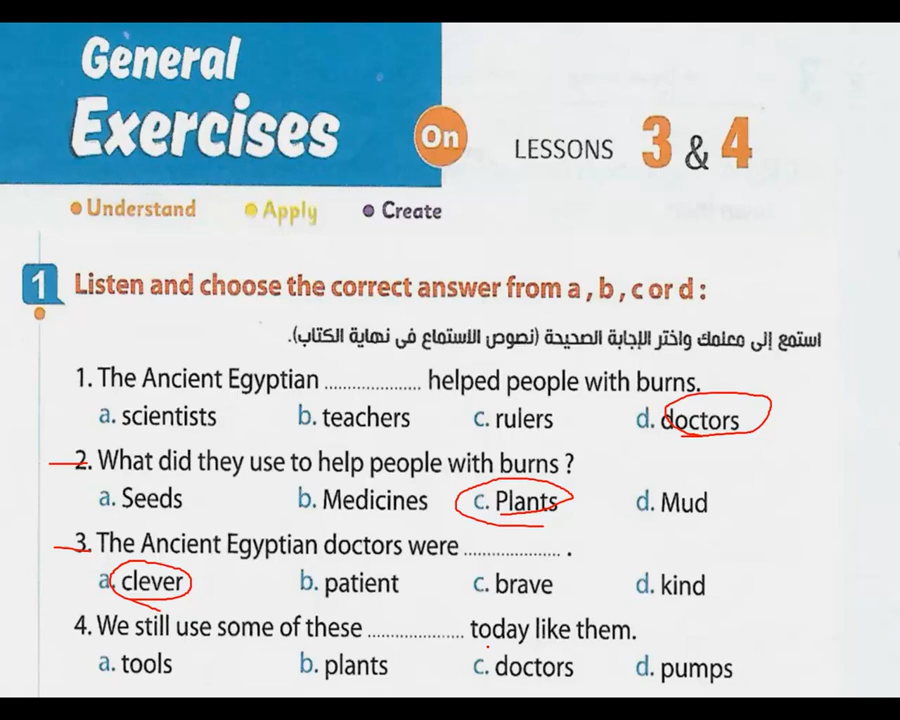 General
Exercises On LESSONS 3 & 4
Understand Apply Create
1 Listen and choose the correct answer from a , b , c or d :
استمع إلى معلمك واختر الإجابة الصحيحة (نصوص الاستماع فى نهاية الكتاب).
1. The Ancient Egyptian .................... helped people with burns.
a. scientists b. teachers c. rulers d. doctors
2. What did they use to help people with burns ?
a. Seeds b. Medicines c. Plants d. Mud
3. The Ancient Egyptian doctors were .................... .
a. clever b. patient c. brave d. kind
4. We still use some of these .................... today like them.
a. tools b. plants c. doctors d. pumps